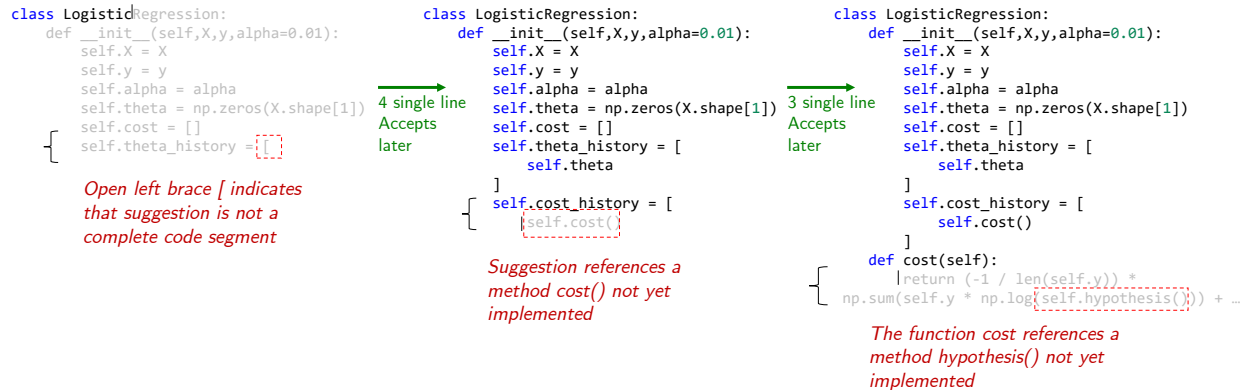 class LogisticRegression:
    def __init__(self,X,y,alpha=0.01):
        self.X = X
        self.y = y
        self.alpha = alpha
        self.theta = np.zeros(X.shape[1])
        self.cost = []
        self.theta_history = [
Open left brace [ indicates
that suggestion is not a
complete code segment
4 single line
Accepts
later
class LogisticRegression:
    def __init__(self,X,y,alpha=0.01):
        self.X = X
        self.y = y
        self.alpha = alpha
        self.theta = np.zeros(X.shape[1])
        self.cost = []
        self.theta_history = [
            self.theta
        ]
        self.cost_history = [
            self.cost()
Suggestion references a
method cost() not yet
implemented
3 single line
Accepts
later
class LogisticRegression:
    def __init__(self,X,y,alpha=0.01):
        self.X = X
        self.y = y
        self.alpha = alpha
        self.theta = np.zeros(X.shape[1])
        self.cost = []
        self.theta_history = [
            self.theta
        ]
        self.cost_history = [
            self.cost()
        ]
    def cost(self):
        return (-1 / len(self.y)) *
np.sum(self.y * np.log(self.hypothesis())) + …
The function cost references a
method hypothesis() not yet
implemented